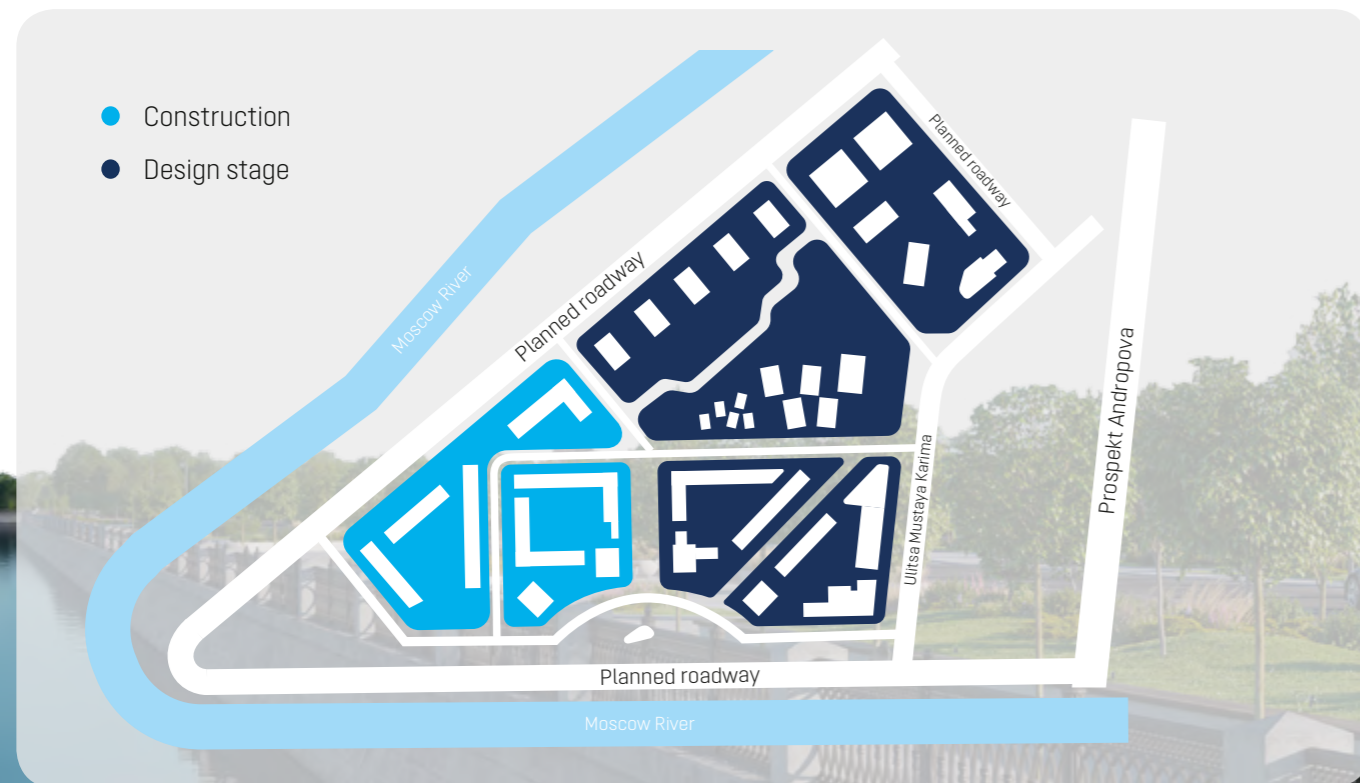 Construction
Design stage
Planned roadway
Moscow River
Planned roadway
Prospekt Andropova
Ulitsa Mustaya Karima
Planned roadway
Moscow River